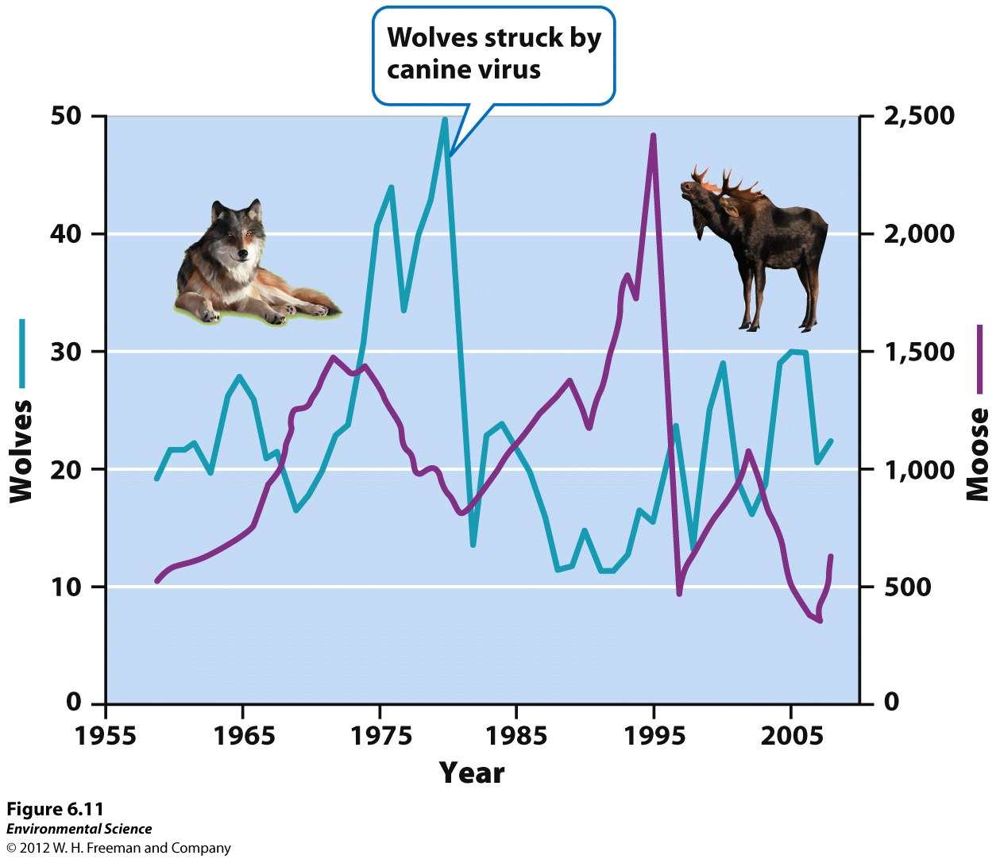 Wolves struck by
canine virus
50
40
30
20
10
0
Wolves
2,500
2,000
1,500
1,000
500
0
Moose
1955
1965
1975
1985
1995
2005
Year
Figure 6.11
Environmental Science
© 2012 W. H. Freeman and Company